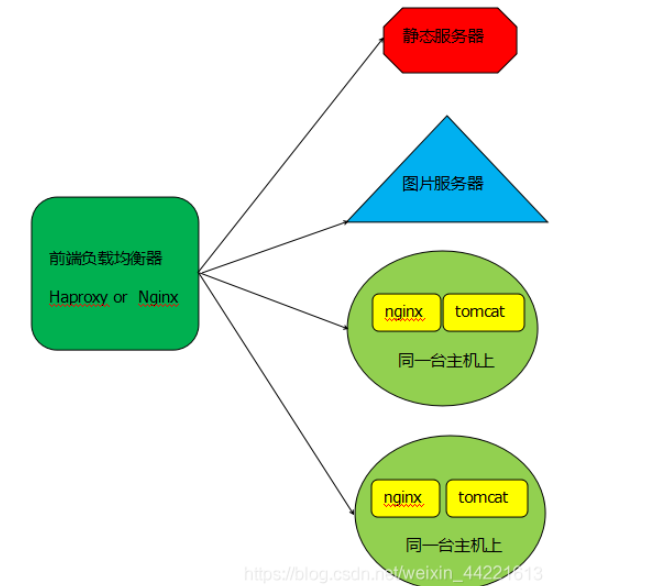 静态服务器
图片服务器
前端负载均衡器
Haproxy or Nginx
nginx tomcat
同一台主机上
nginx tomcat
同一台主机上
https://blog.csdn.net/weixin_44221613